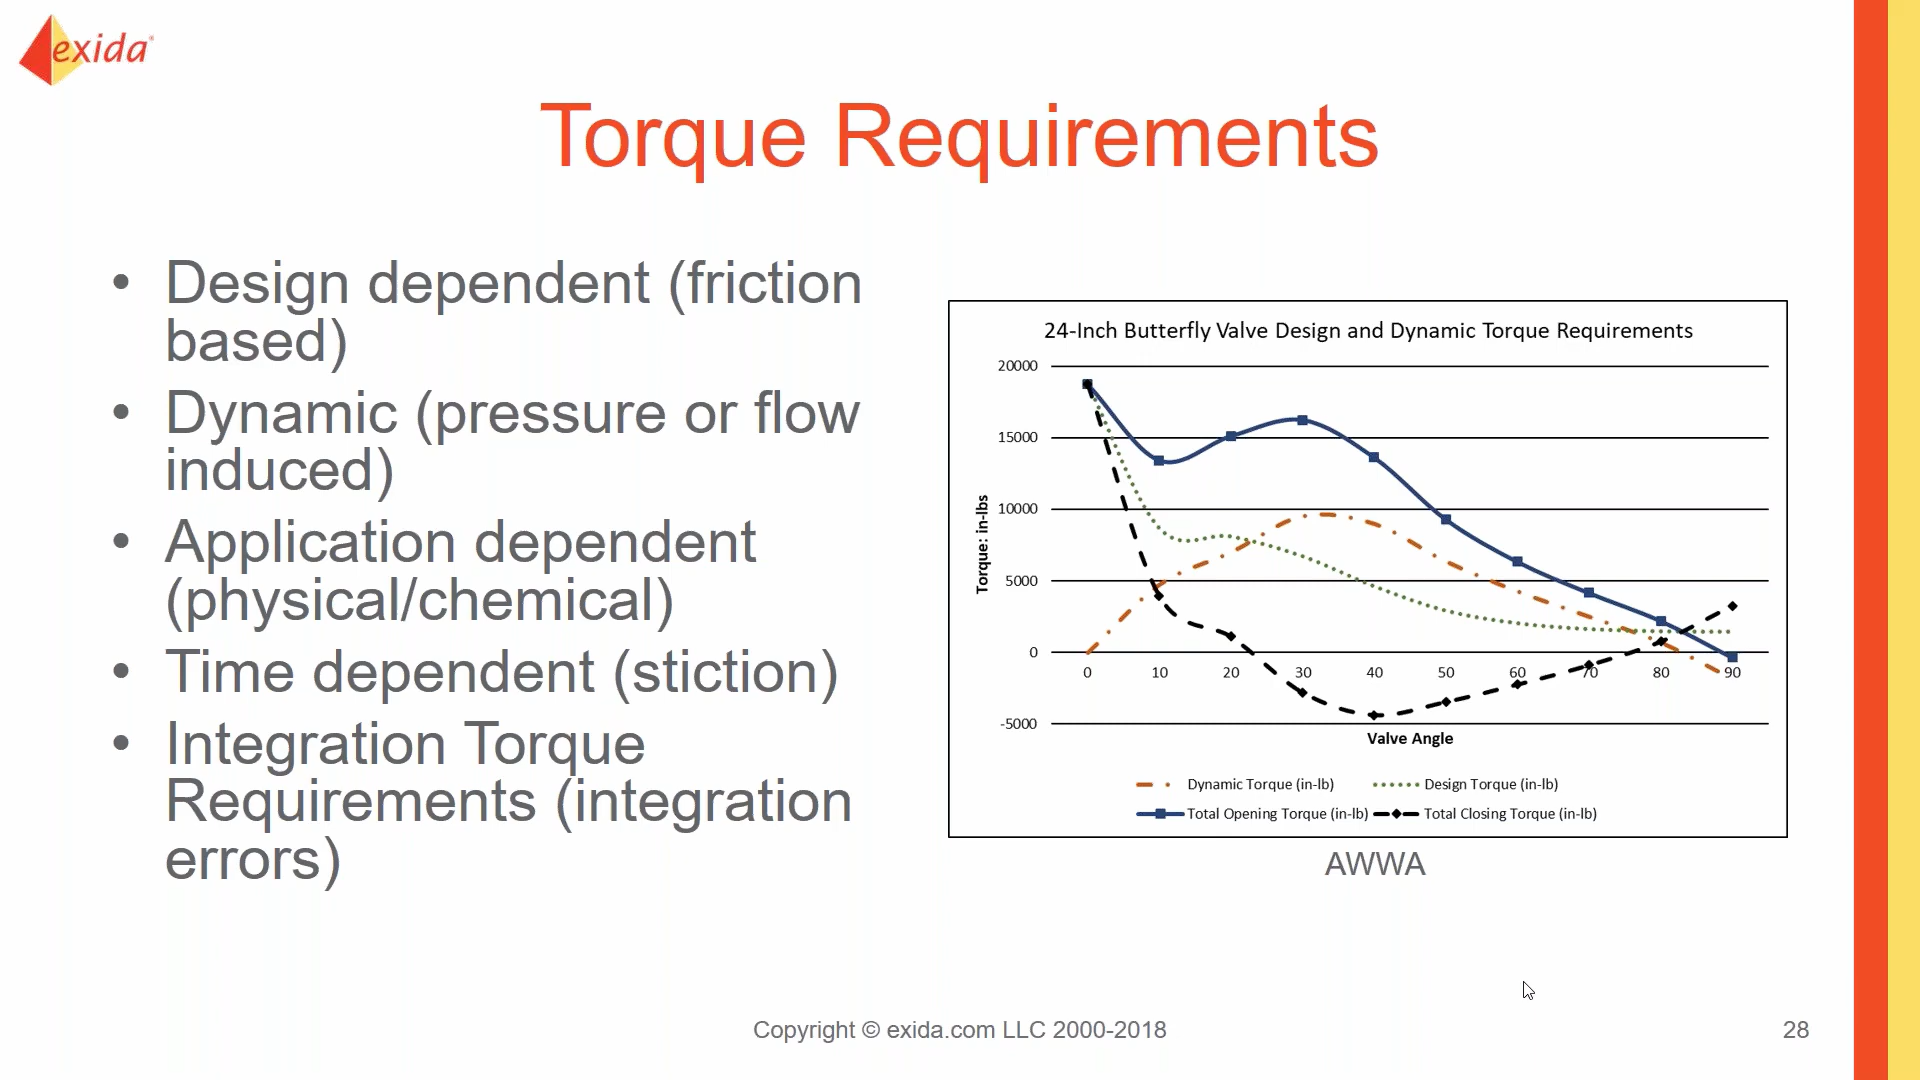 exida
Torque Requirements
• Design dependent (friction
based)
• Dynamic (pressure or flow
induced)
• Application dependent
(physical/chemical)
• Time dependent (stiction)
• Integration Torque
Requirements (integration
errors)
24-Inch Butterfly Valve Design and Dynamic Torque Requirements
Torque: in-lbs
20000
15000
10000
5000
0
-5000
0 10 20 30 40 50 60 70 80 90
Valve Angle
Dynamic Torque (in-lb) Design Torque (in-lb)
Total Opening Torque (in-lb) Total Closing Torque (in-lb)
AWWA
Copyright © exida.com LLC 2000-2018
28